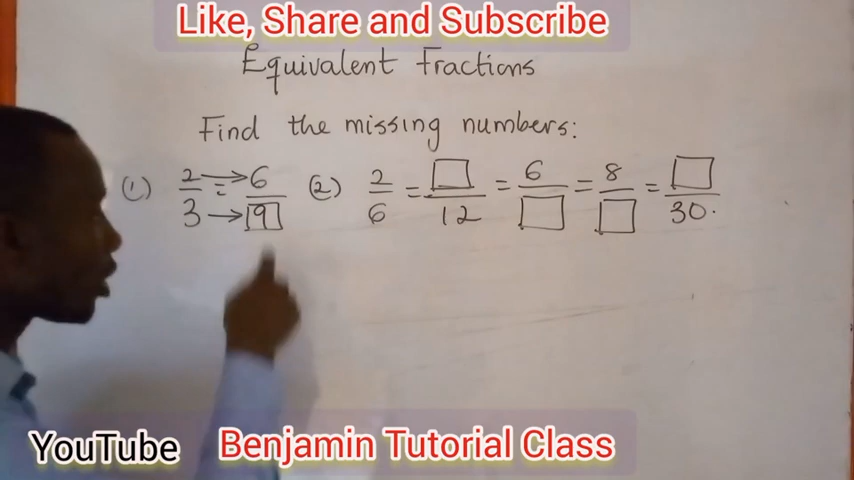 Like, Share and Subscribe
Equivalent Fractions
Find the missing numbers:
(1) 2/3 = 6/9 (2) 2/6 = □/12 = 6/□ = 8/□ = □/30.
YouTube Benjamin Tutorial Class